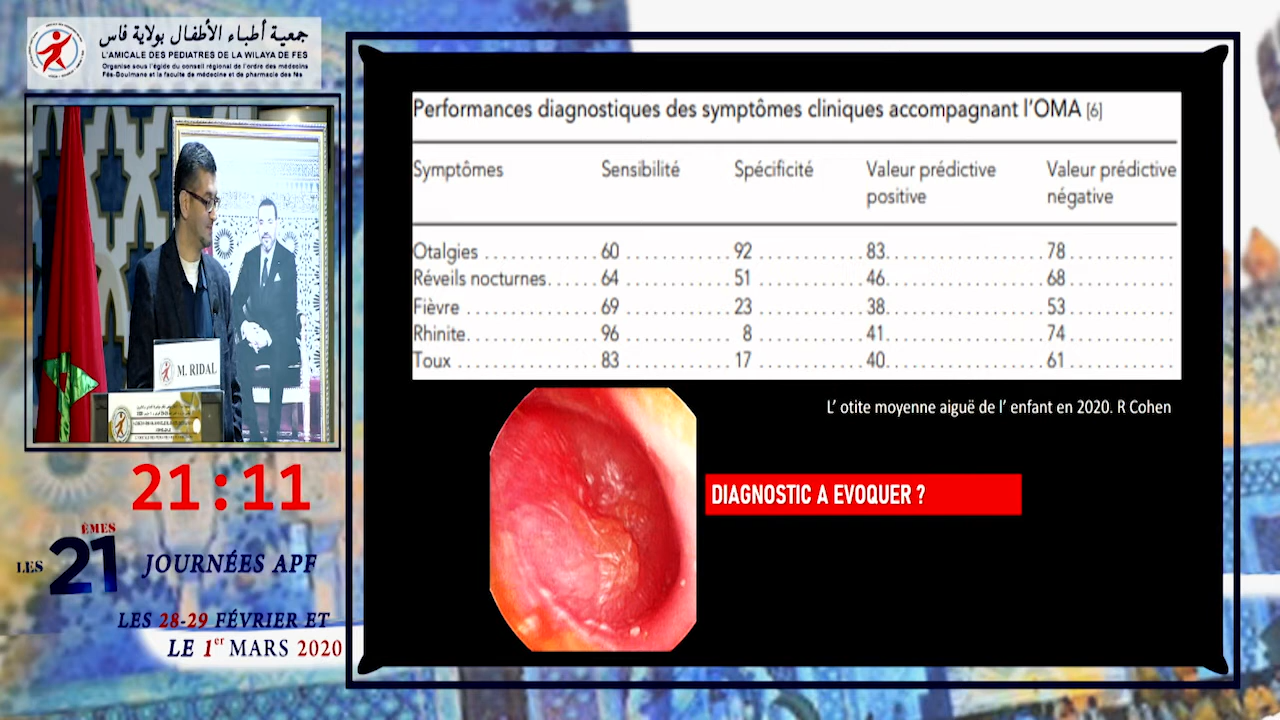 جمعية أطباء الأطفال بولاية فاس
L'AMICALE DES PEDIATRES DE LA WILAYA DE FES
Organise sous l'égide du conseil régional de l'ordre des médecins
Fès-Boulmane et la faculté de médecine et de pharmacie des fès
M. RIDAL
21:11
LES 21 ÈMES JOURNÉES APF
LES 28-29 FÉVRIER ET
LE 1er MARS 2020
Performances diagnostiques des symptômes cliniques accompagnant l'OMA [6]
Symptômes Sensibilité Spécificité Valeur prédictive positive Valeur prédictive négative
Otalgies 60 92 83 78
Réveils nocturnes 64 51 46 68
Fièvre 69 23 38 53
Rhinite 96 8 41 74
Toux 83 17 40 61
L' otite moyenne aiguë de l' enfant en 2020. R Cohen
DIAGNOSTIC A EVOQUER ?